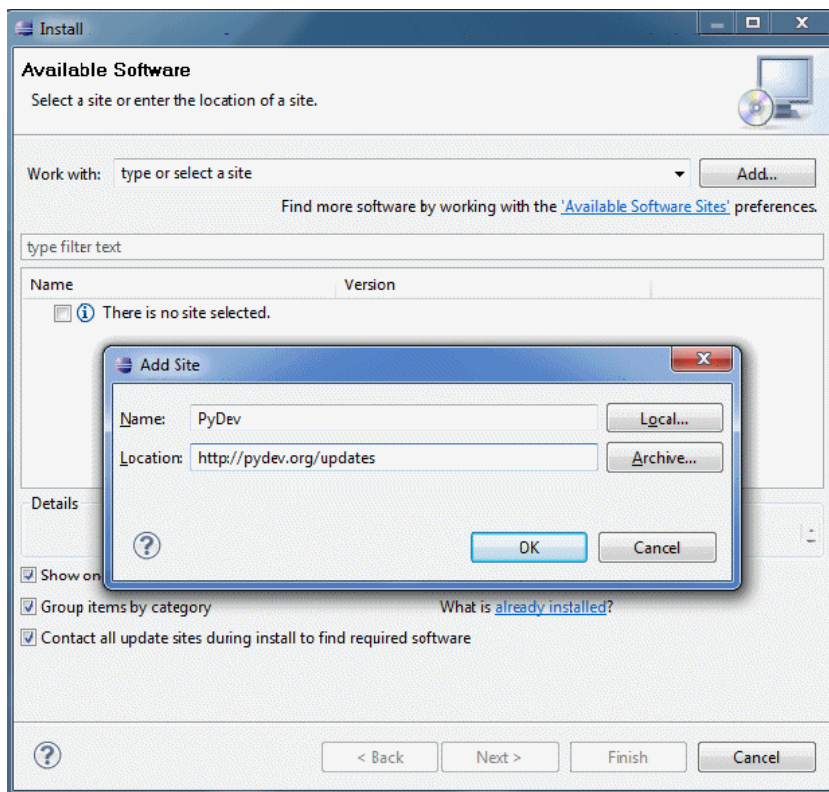 Install
Available Software
Select a site or enter the location of a site.
Work with: type or select a site Add...
Find more software by working with the 'Available Software Sites' preferences.
type filter text
Name Version
There is no site selected.
Add Site
Name: PyDev Local...
Location: http://pydev.org/updates Archive...
OK Cancel
Details
Show on
Group items by category What is already installed?
Contact all update sites during install to find required software
< Back Next > Finish Cancel